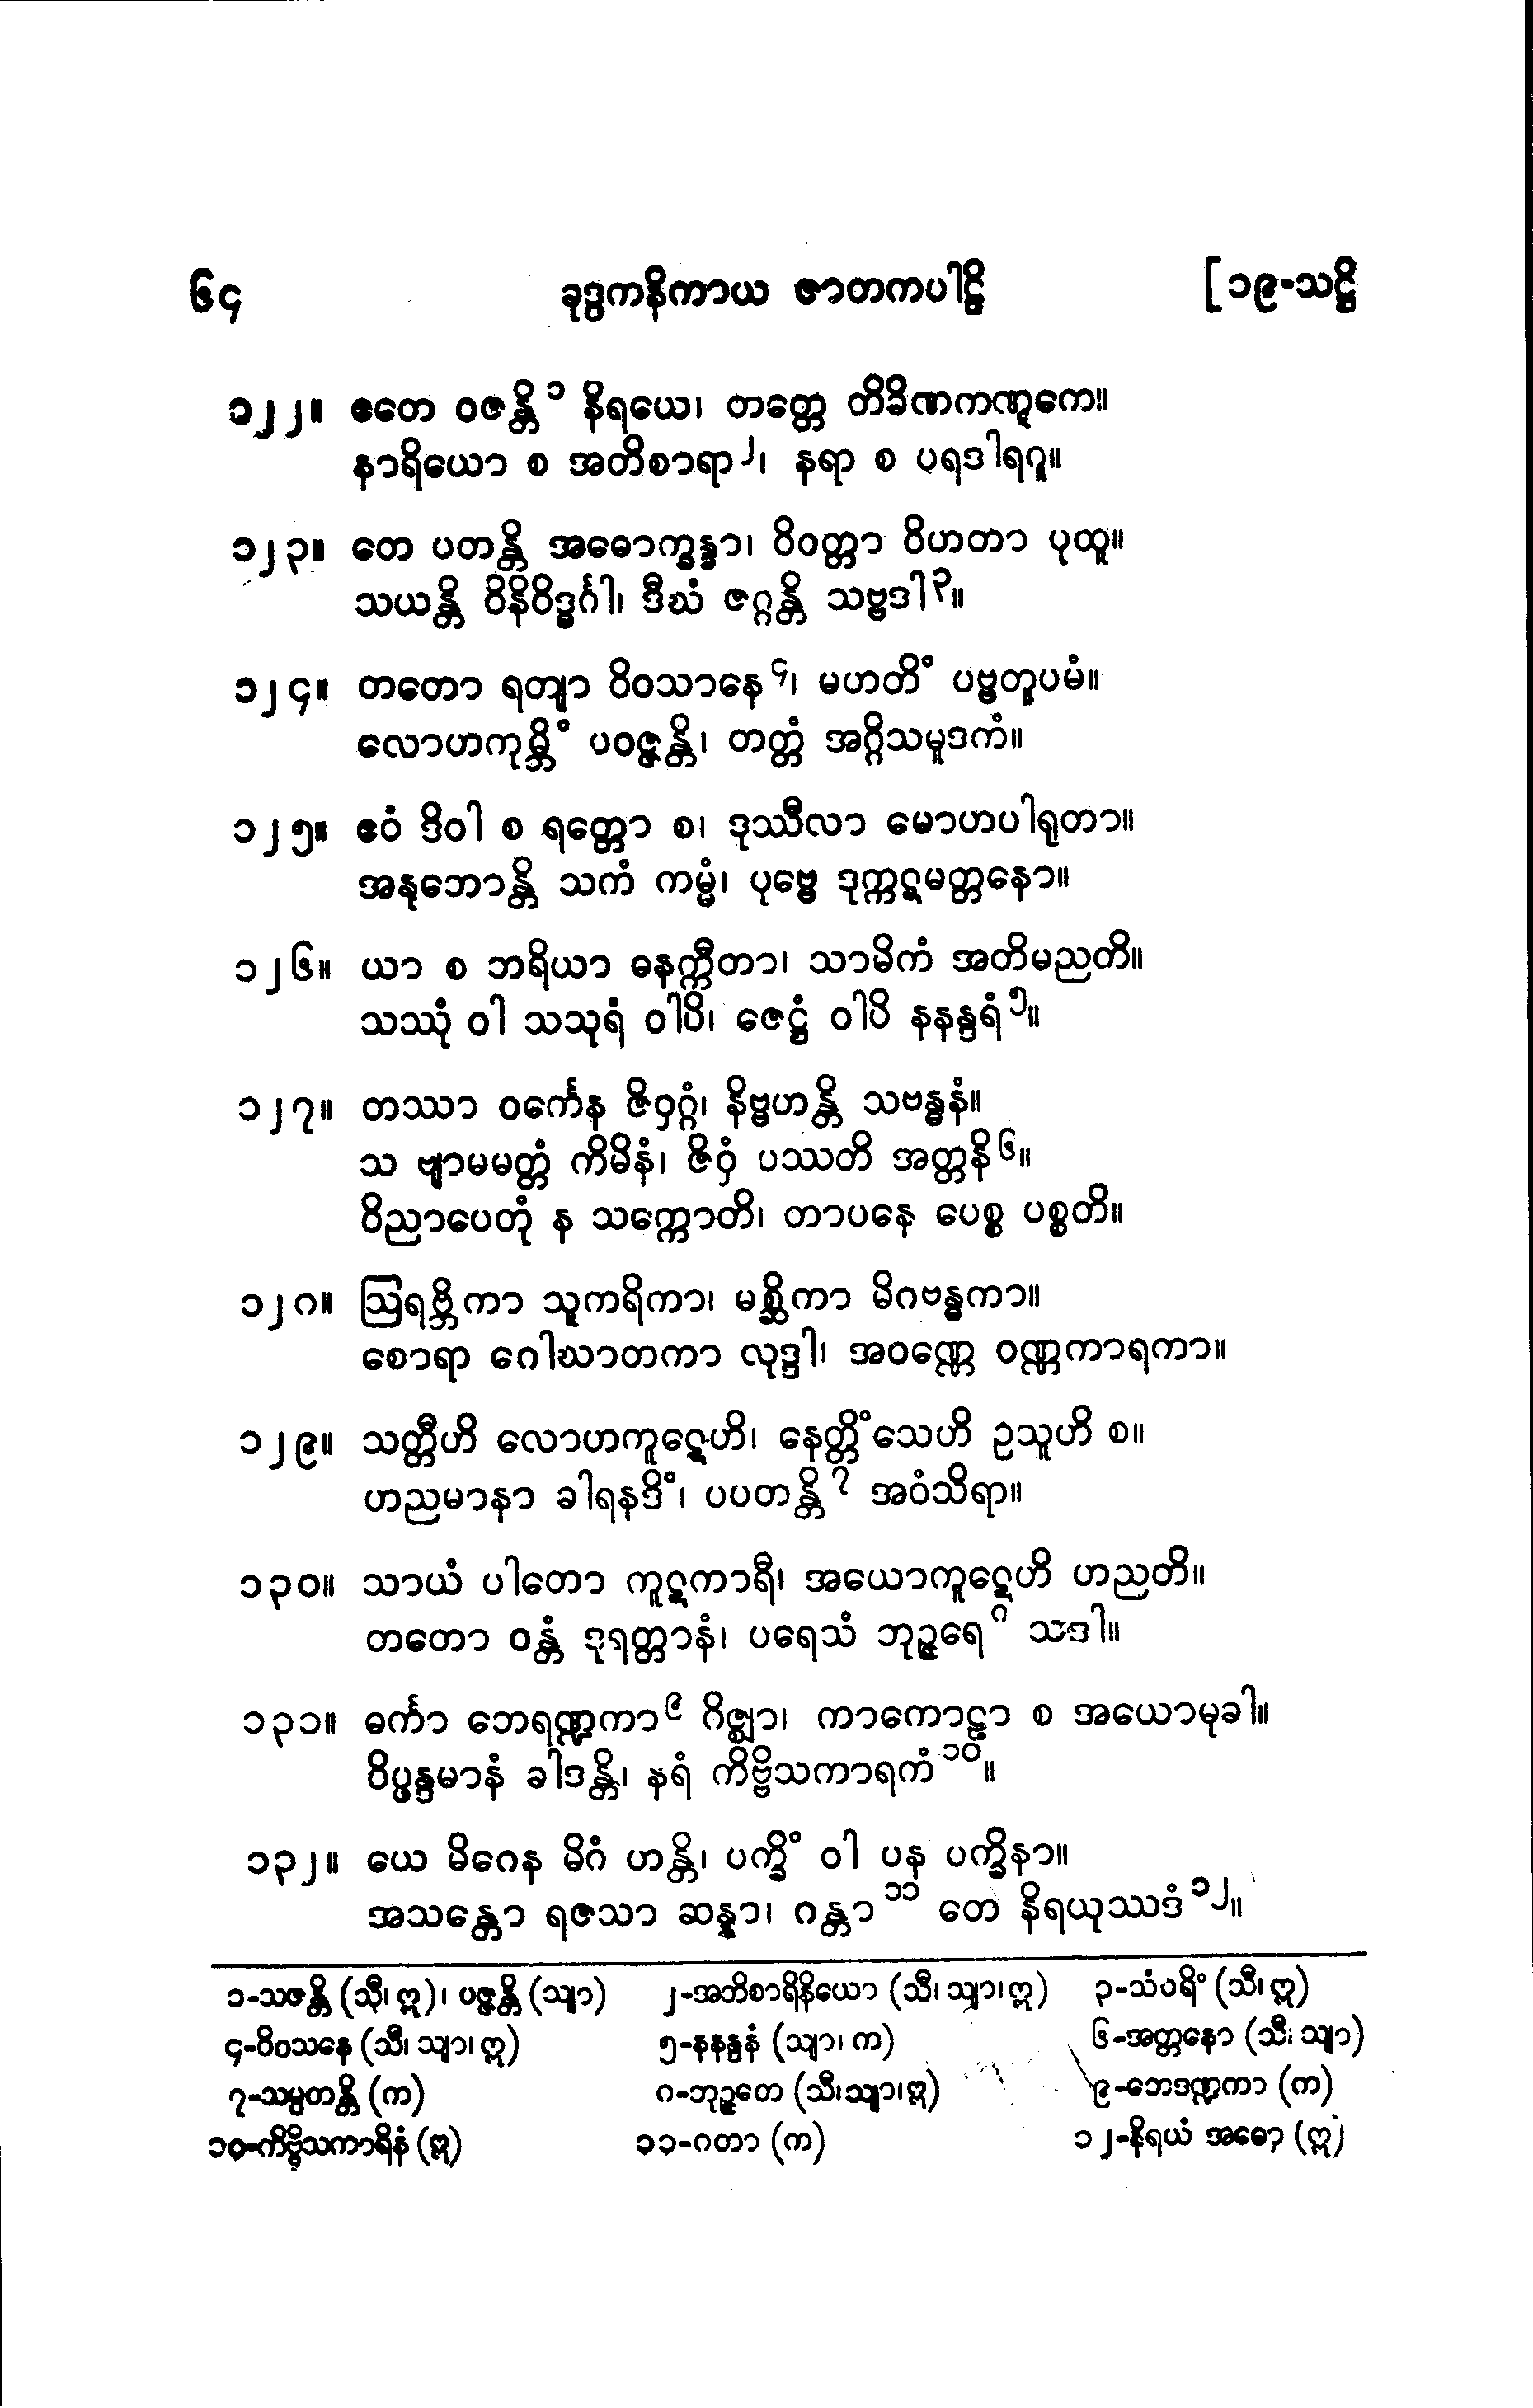 ၆၄ ခုဒ္ဒကနိကာယ ဇာတကပါဠိ [၁၉-သဋ္ဌိ
၁၂၂။ ဧတေ ဝဇန္တိ ၁ နိရယေ၊ တတ္တေ တိခိဏကဏ္ဋကေ။
နာရိယော စ အတိစာရာ ၂၊ နရာ စ ပရဒါရဂူ။
၁၂၃။ တေ ပတန္တိ အဓောက္ခန္ဓာ၊ ဝိဝတ္တာ ဝိဟတာ ပုထူ။
သယန္တိ ဝိနိဝိဒ္ဓင်္ဂါ၊ ဒီဃံ ဇဂ္ဂန္တိ သဗ္ဗဒါ ၃။
၁၂၄။ တတော ရတျာ ဝိဝသာနေ ၄၊ မဟတိံ ပဗ္ဗတူပမံ။
လောဟကုမ္ဘိံ ပဝဇ္ဇန္တိ၊ တတ္တံ အဂ္ဂိသမူဒကံ။
၁၂၅။ ဧဝံ ဒိဝါ စ ရတ္တော စ၊ ဒုဿီလာ မောဟပါရုတာ။
အနုဘောန္တိ သကံ ကမ္မံ၊ ပုဗ္ဗေ ဒုက္ကဋမတ္တနော။
၁၂၆။ ယာ စ ဘရိယာ ဓနက္ကီတာ၊ သာမိကံ အတိမညတိ။
သဿုံ ဝါ သသုရံ ဝါပိ၊ ဇေဋ္ဌံ ဝါပိ နနန္ဒရံ ၅။
၁၂၇။ တဿာ ဝင်္ကေန ဇိဝှဂ္ဂံ၊ နိဗ္ဗဟန္တိ သဗန္ဓနံ။
သ ဗျာမမတ္တံ ကိမိနံ၊ ဇိဝှံ ပဿတိ အတ္တနိ ၆။
ဝိညာပေတုံ န သက္ကောတိ၊ တာပနေ ပေစ္စ ပစ္စတိ။
၁၂၈။ ဩရဗ္ဘိကာ သူကရိကာ၊ မစ္ဆိကာ မိဂဗန္ဓကာ။
စောရာ ဂေါဃာတကာ လုဒ္ဒါ၊ အဝဏ္ဏေ ဝဏ္ဏကာရကာ။
၁၂၉။ သတ္တီဟိ လောဟကူဋေဟိ၊ နေတ္တိံသေဟိ ဥသူဟိ စ။
ဟညမာနာ ခါရနဒိံ၊ ပပတန္တိ ၇ အဝံသိရာ။
၁၃၀။ သာယံ ပါတော ကူဋကာရီ၊ အယောကူဋေဟိ ဟညတိ။
တတော ဝန္တံ ဒုရတ္တာနံ၊ ပရေသံ ဘုဉ္ဇရေ ၈ သဒါ။
၁၃၁။ ဓင်္ကာ ဘေရဏ္ဍကာ ၉ ဂိဇ္ဈာ၊ ကာကောဠာ စ အယောမုခါ။
ဝိပ္ဖန္ဒမာနံ ခါဒန္တိ၊ နရံ ကိဗ္ဗိသကာရကံ ၁၀။
၁၃၂။ ယေ မိဂေန မိဂံ ဟန္တိ၊ ပက္ခိံ ဝါ ပန ပက္ခိနာ။
အသန္တော ရဇသာ ဆန္နာ၊ ဂန္တာ ၁၁ တေ နိရယုဿဒံ ၁၂။
၁-သဇန္တိ (သီ၊ ဣ)၊ ပဇ္ဇန္တိ (သျာ) ၂-အဘိစာရိနိယော (သီ၊ သျာ၊ ဣ) ၃-သံဝရိံ (သီ၊ ဣ)
၄-ဝိဝသနေ (သီ၊ သျာ၊ ဣ) ၅-နနန္ဒနံ (သျာ၊ က) ၆-အတ္တနော (သီ၊ သျာ)
၇-သမ္ပတန္တိ (က) ၈-ဘုဉ္ဇတေ (သီ၊ သျာ၊ ဣ) ၉-ဘေဒဏ္ဍကာ (က)
၁၀-ကိဗ္ဗိသကာရိနံ (ဣ) ၁၁-ဂတာ (က) ၁၂-နိရယံ အဓော (ဣ)